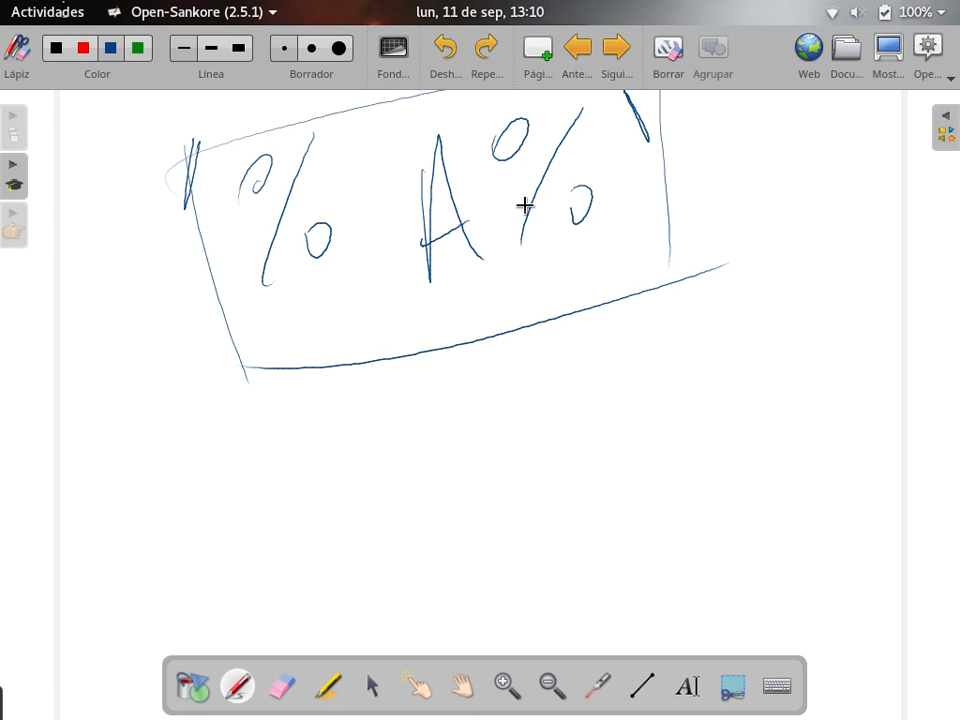 Actividades Open-Sankore (2.5.1) lun, 11 de sep, 13:10 100%
Lápiz Color Línea Borrador Fond... Desh... Repe... Pági... Ante... Sigui... Borrar Agrupar Web Docu... Most... Ope...
"% A %"